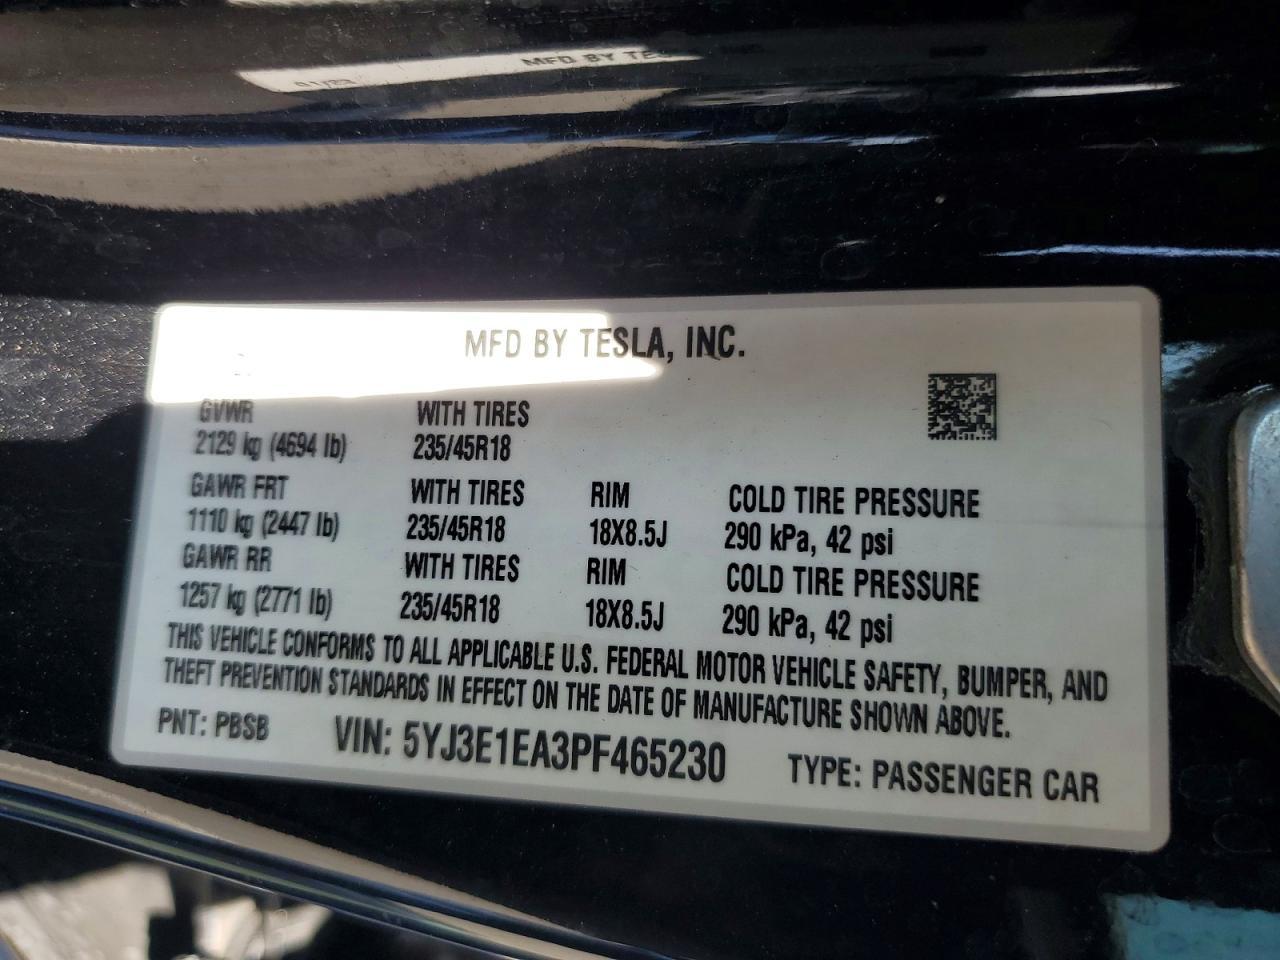 MFD BY TE
MFD BY TESLA, INC.
GVWR WITH TIRES
2129 kg (4694 lb) 235/45R18
GAWR FRT WITH TIRES RIM COLD TIRE PRESSURE
1110 kg (2447 lb) 235/45R18 18X8.5J 290 kPa, 42 psi
GAWR RR WITH TIRES RIM COLD TIRE PRESSURE
1257 kg (2771 lb) 235/45R18 18X8.5J 290 kPa, 42 psi
THIS VEHICLE CONFORMS TO ALL APPLICABLE U.S. FEDERAL MOTOR VEHICLE SAFETY, BUMPER, AND
THEFT PREVENTION STANDARDS IN EFFECT ON THE DATE OF MANUFACTURE SHOWN ABOVE.
PNT: PBSB VIN: 5YJ3E1EA3PF465230 TYPE: PASSENGER CAR